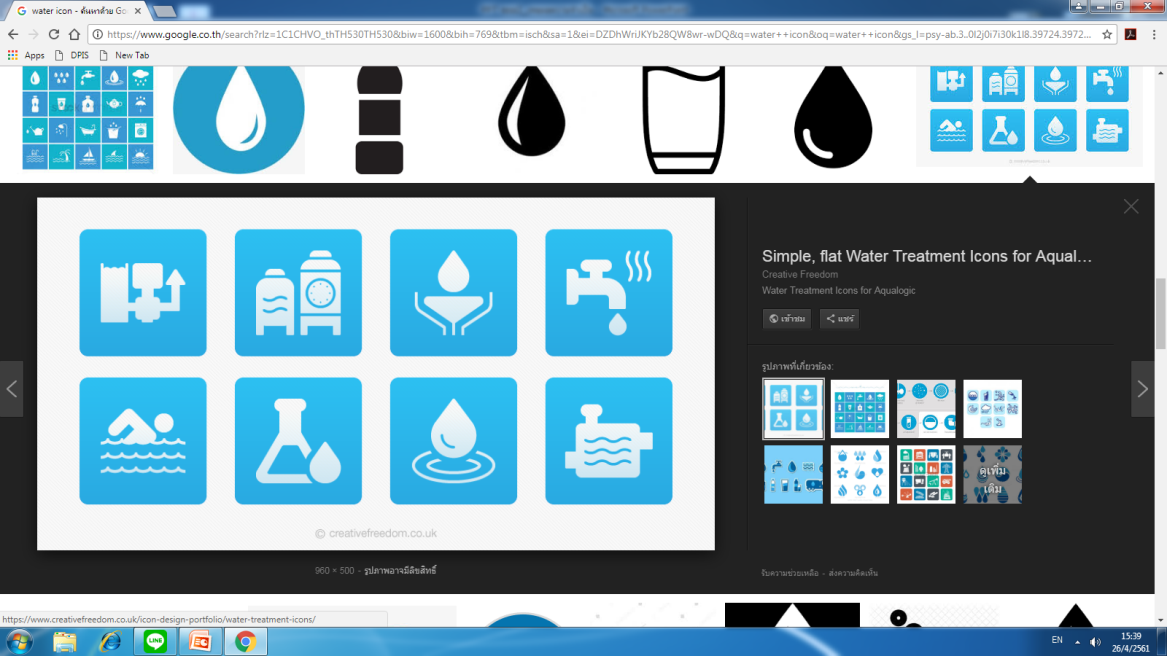 water icon - ค้นหาด้วย Go
https://www.google.co.th/search?rlz=1C1CHVO_thTH530TH530&biw=1600&bih=769&tbm=isch&sa=1&ei=DZDhWriJKYb28QW8wr-wDQ&q=water++icon&oq=water++icon&gs_l=psy-ab.3..0l2j0i7i30k1l8.39724.3972...
Apps DPIS New Tab
Simple, flat Water Treatment Icons for Aqual…
Creative Freedom
Water Treatment Icons for Aqualogic
เข้าชม แชร์
รูปภาพที่เกี่ยวข้อง:
ดูเพิ่ม
เติม
© creativefreedom.co.uk
960 × 500 - รูปภาพอาจมีลิขสิทธิ์
รับความช่วยเหลือ - ส่งความคิดเห็น
https://www.creativefreedom.co.uk/icon-design-portfolio/water-treatment-icons/
LINE
EN
15:39
26/4/2561